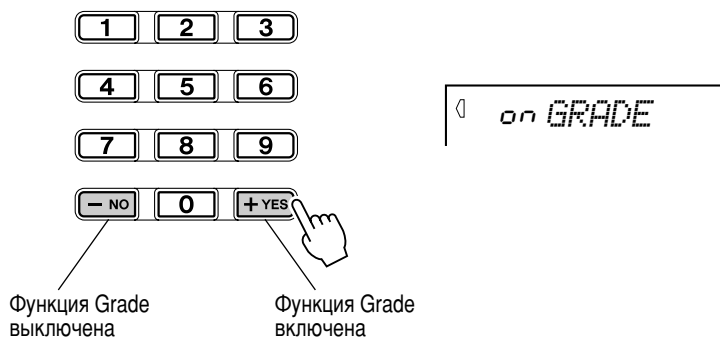 1 2 3
4 5 6
on GRADE
7 8 9
− NO 0 + YES
Функция Grade
выключена
Функция Grade
включена